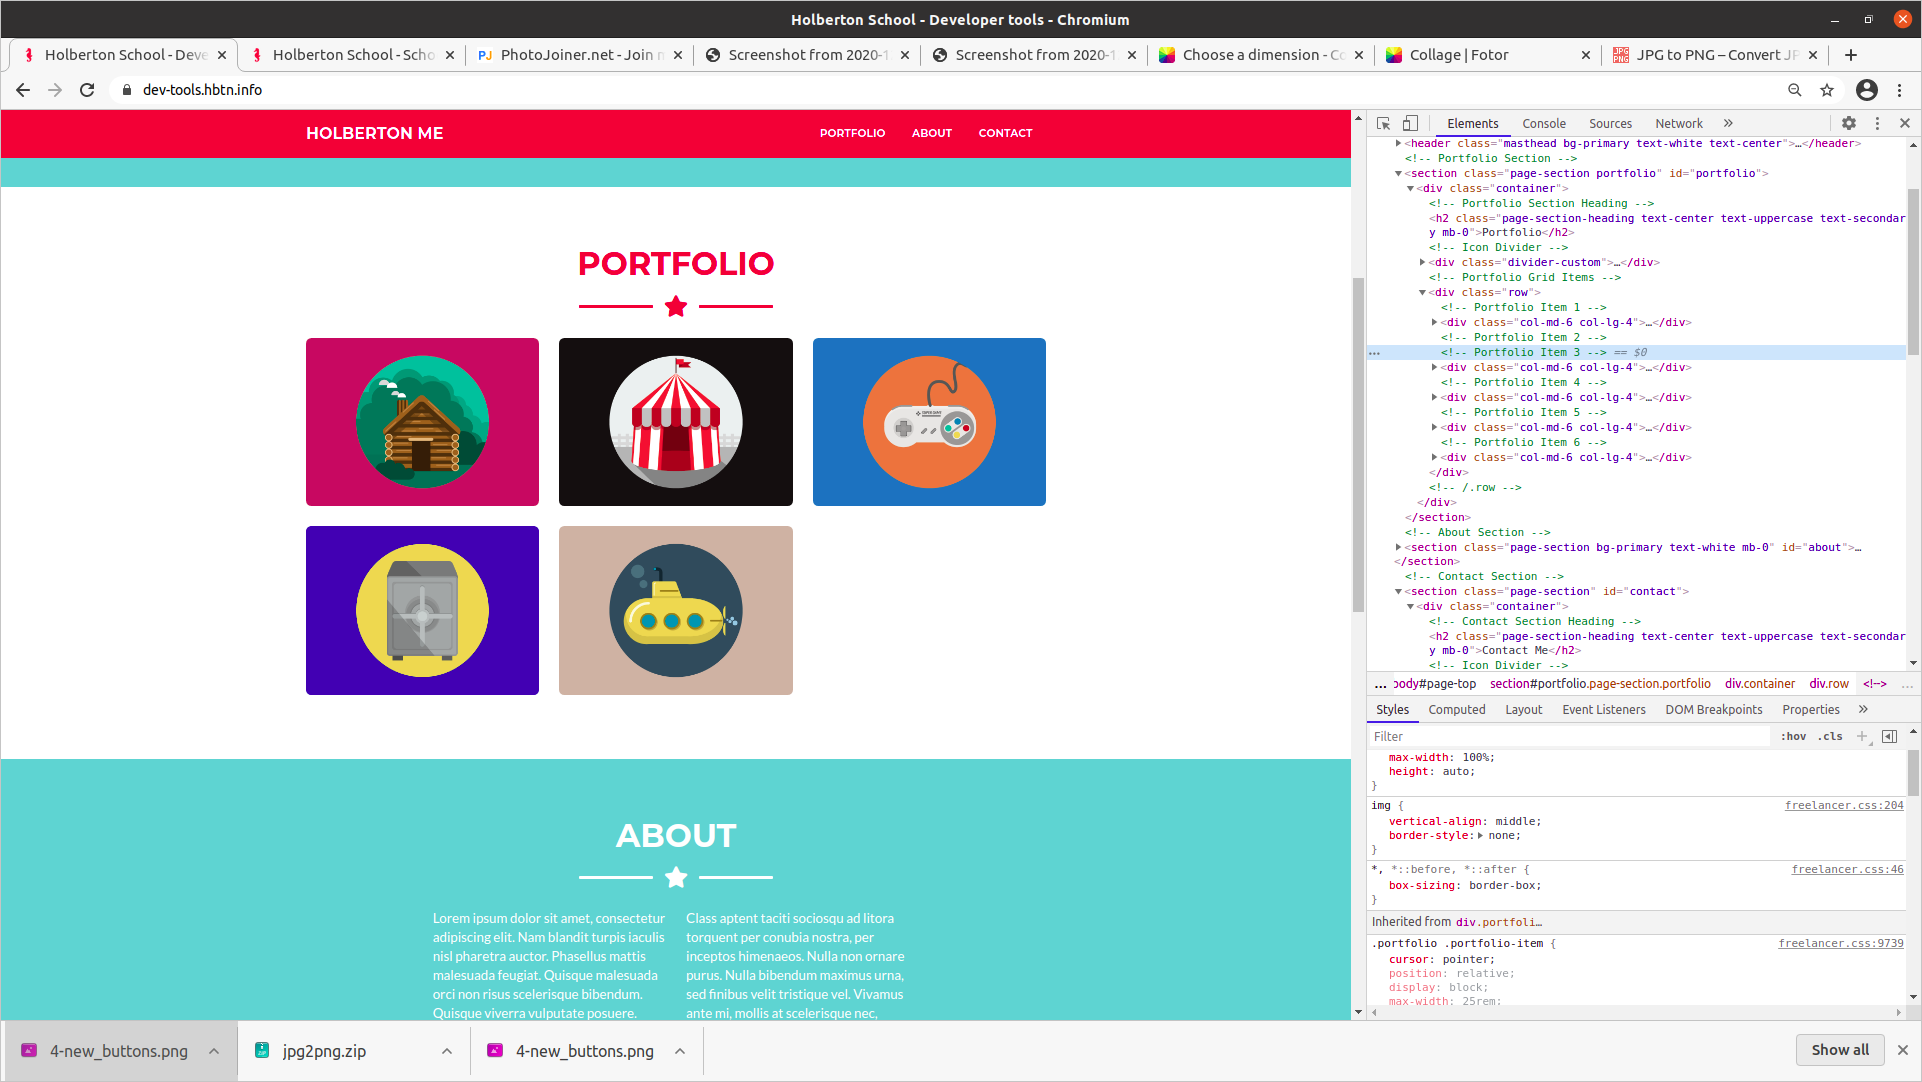 Holberton School - Developer tools - Chromium
Holberton School - Deve
Holberton School - Scho
PhotoJoiner.net - Join m
Screenshot from 2020-1
Screenshot from 2020-1
Choose a dimension - Co
Collage | Fotor
JPG to PNG – Convert JP
dev-tools.hbtn.info
HOLBERTON ME
PORTFOLIO ABOUT CONTACT
PORTFOLIO
ABOUT
Lorem ipsum dolor sit amet, consectetur
adipiscing elit. Nam blandit turpis iaculis
nisl pharetra auctor. Phasellus mattis
malesuada feugiat. Quisque malesuada
orci non risus scelerisque bibendum.
Quisque viverra vulputate posuere.
Class aptent taciti sociosqu ad litora
torquent per conubia nostra, per
inceptos himenaeos. Nulla non ornare
purus. Nulla bibendum maximus urna,
sed finibus velit tristique vel. Vivamus
ante mi, mollis at scelerisque nec,
Elements Console Sources Network »
<header class="masthead bg-primary text-white text-center">…</header>
<!-- Portfolio Section -->
<section class="page-section portfolio" id="portfolio">
<div class="container">
<!-- Portfolio Section Heading -->
<h2 class="page-section-heading text-center text-uppercase text-secondar
y mb-0">Portfolio</h2>
<!-- Icon Divider -->
<div class="divider-custom">…</div>
<!-- Portfolio Grid Items -->
<div class="row">
<!-- Portfolio Item 1 -->
<div class="col-md-6 col-lg-4">…</div>
<!-- Portfolio Item 2 -->
<!-- Portfolio Item 3 --> == $0
<div class="col-md-6 col-lg-4">…</div>
<!-- Portfolio Item 4 -->
<div class="col-md-6 col-lg-4">…</div>
<!-- Portfolio Item 5 -->
<div class="col-md-6 col-lg-4">…</div>
<!-- Portfolio Item 6 -->
<div class="col-md-6 col-lg-4">…</div>
</div>
<!-- /.row -->
</div>
</section>
<!-- About Section -->
<section class="page-section bg-primary text-white mb-0" id="about">…
</section>
<!-- Contact Section -->
<section class="page-section" id="contact">
<div class="container">
<!-- Contact Section Heading -->
<h2 class="page-section-heading text-center text-uppercase text-secondar
y mb-0">Contact Me</h2>
<!-- Icon Divider -->
… body#page-top section#portfolio.page-section.portfolio div.container div.row <!--> …
Styles Computed Layout Event Listeners DOM Breakpoints Properties »
Filter :hov .cls +
max-width: 100%;
height: auto;
}
img { freelancer.css:204
vertical-align: middle;
border-style: none;
}
*, *::before, *::after { freelancer.css:46
box-sizing: border-box;
}
Inherited from div.portfoli…
.portfolio .portfolio-item { freelancer.css:9739
cursor: pointer;
position: relative;
display: block;
max-width: 25rem;
4-new_buttons.png
jpg2png.zip
4-new_buttons.png
Show all